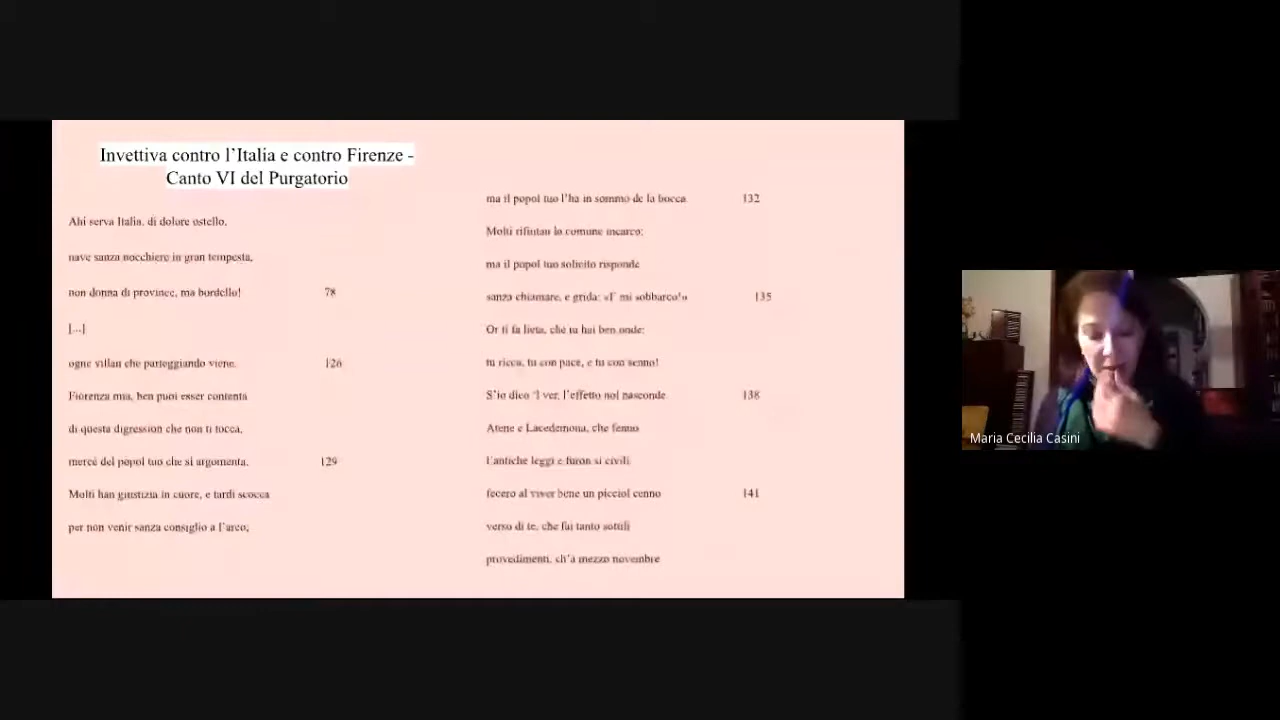 Invettiva contro l'Italia e contro Firenze -
Canto VI del Purgatorio
Ahi serva Italia, di dolore ostello,
nave sanza nocchiere in gran tempesta,
non donna di province, ma bordello! 78
[...]
ogne villan che parteggiando viene. 126
Fiorenza mia, ben puoi esser contenta
di questa digression che non ti tocca,
mercé del popol tuo che si argomenta. 129
Molti han giustizia in cuore, e tardi scocca
per non venir sanza consiglio a l'arco;
ma il popol tuo l'ha in sommo de la bocca. 132
Molti rifiutan lo comune incarco;
ma il popol tuo solicito risponde
sanza chiamare, e grida: «I' mi sobbarco!» 135
Or ti fa lieta, ché tu hai ben onde:
tu ricca, tu con pace, e tu con senno!
S'io dico 'l ver, l'effetto nol nasconde. 138
Atene e Lacedemona, che fenno
l'antiche leggi e furon sì civili,
fecero al viver bene un picciol cenno 141
verso di te, che fai tanto sottili
provedimenti, ch'a mezzo novembre
Maria Cecilia Casini